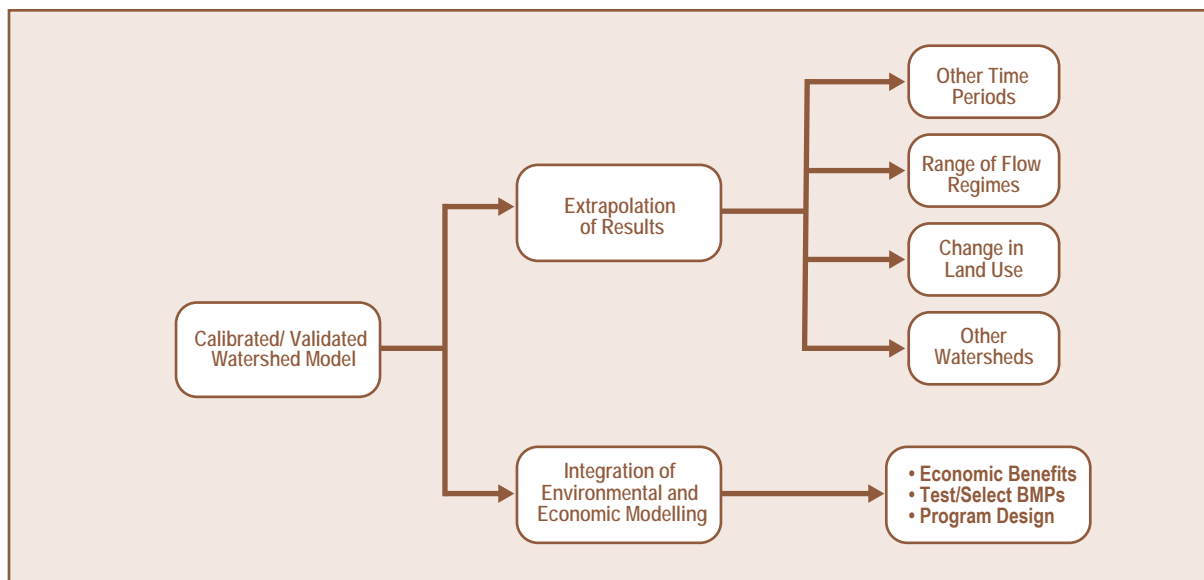 Other Time
Periods
Range of Flow
Regimes
Extrapolation
of Results
Change in
Land Use
Calibrated/ Validated
Watershed Model
Other
Watersheds
Integration of
Environmental and
Economic Modelling
• Economic Benefits
• Test/Select BMPs
• Program Design